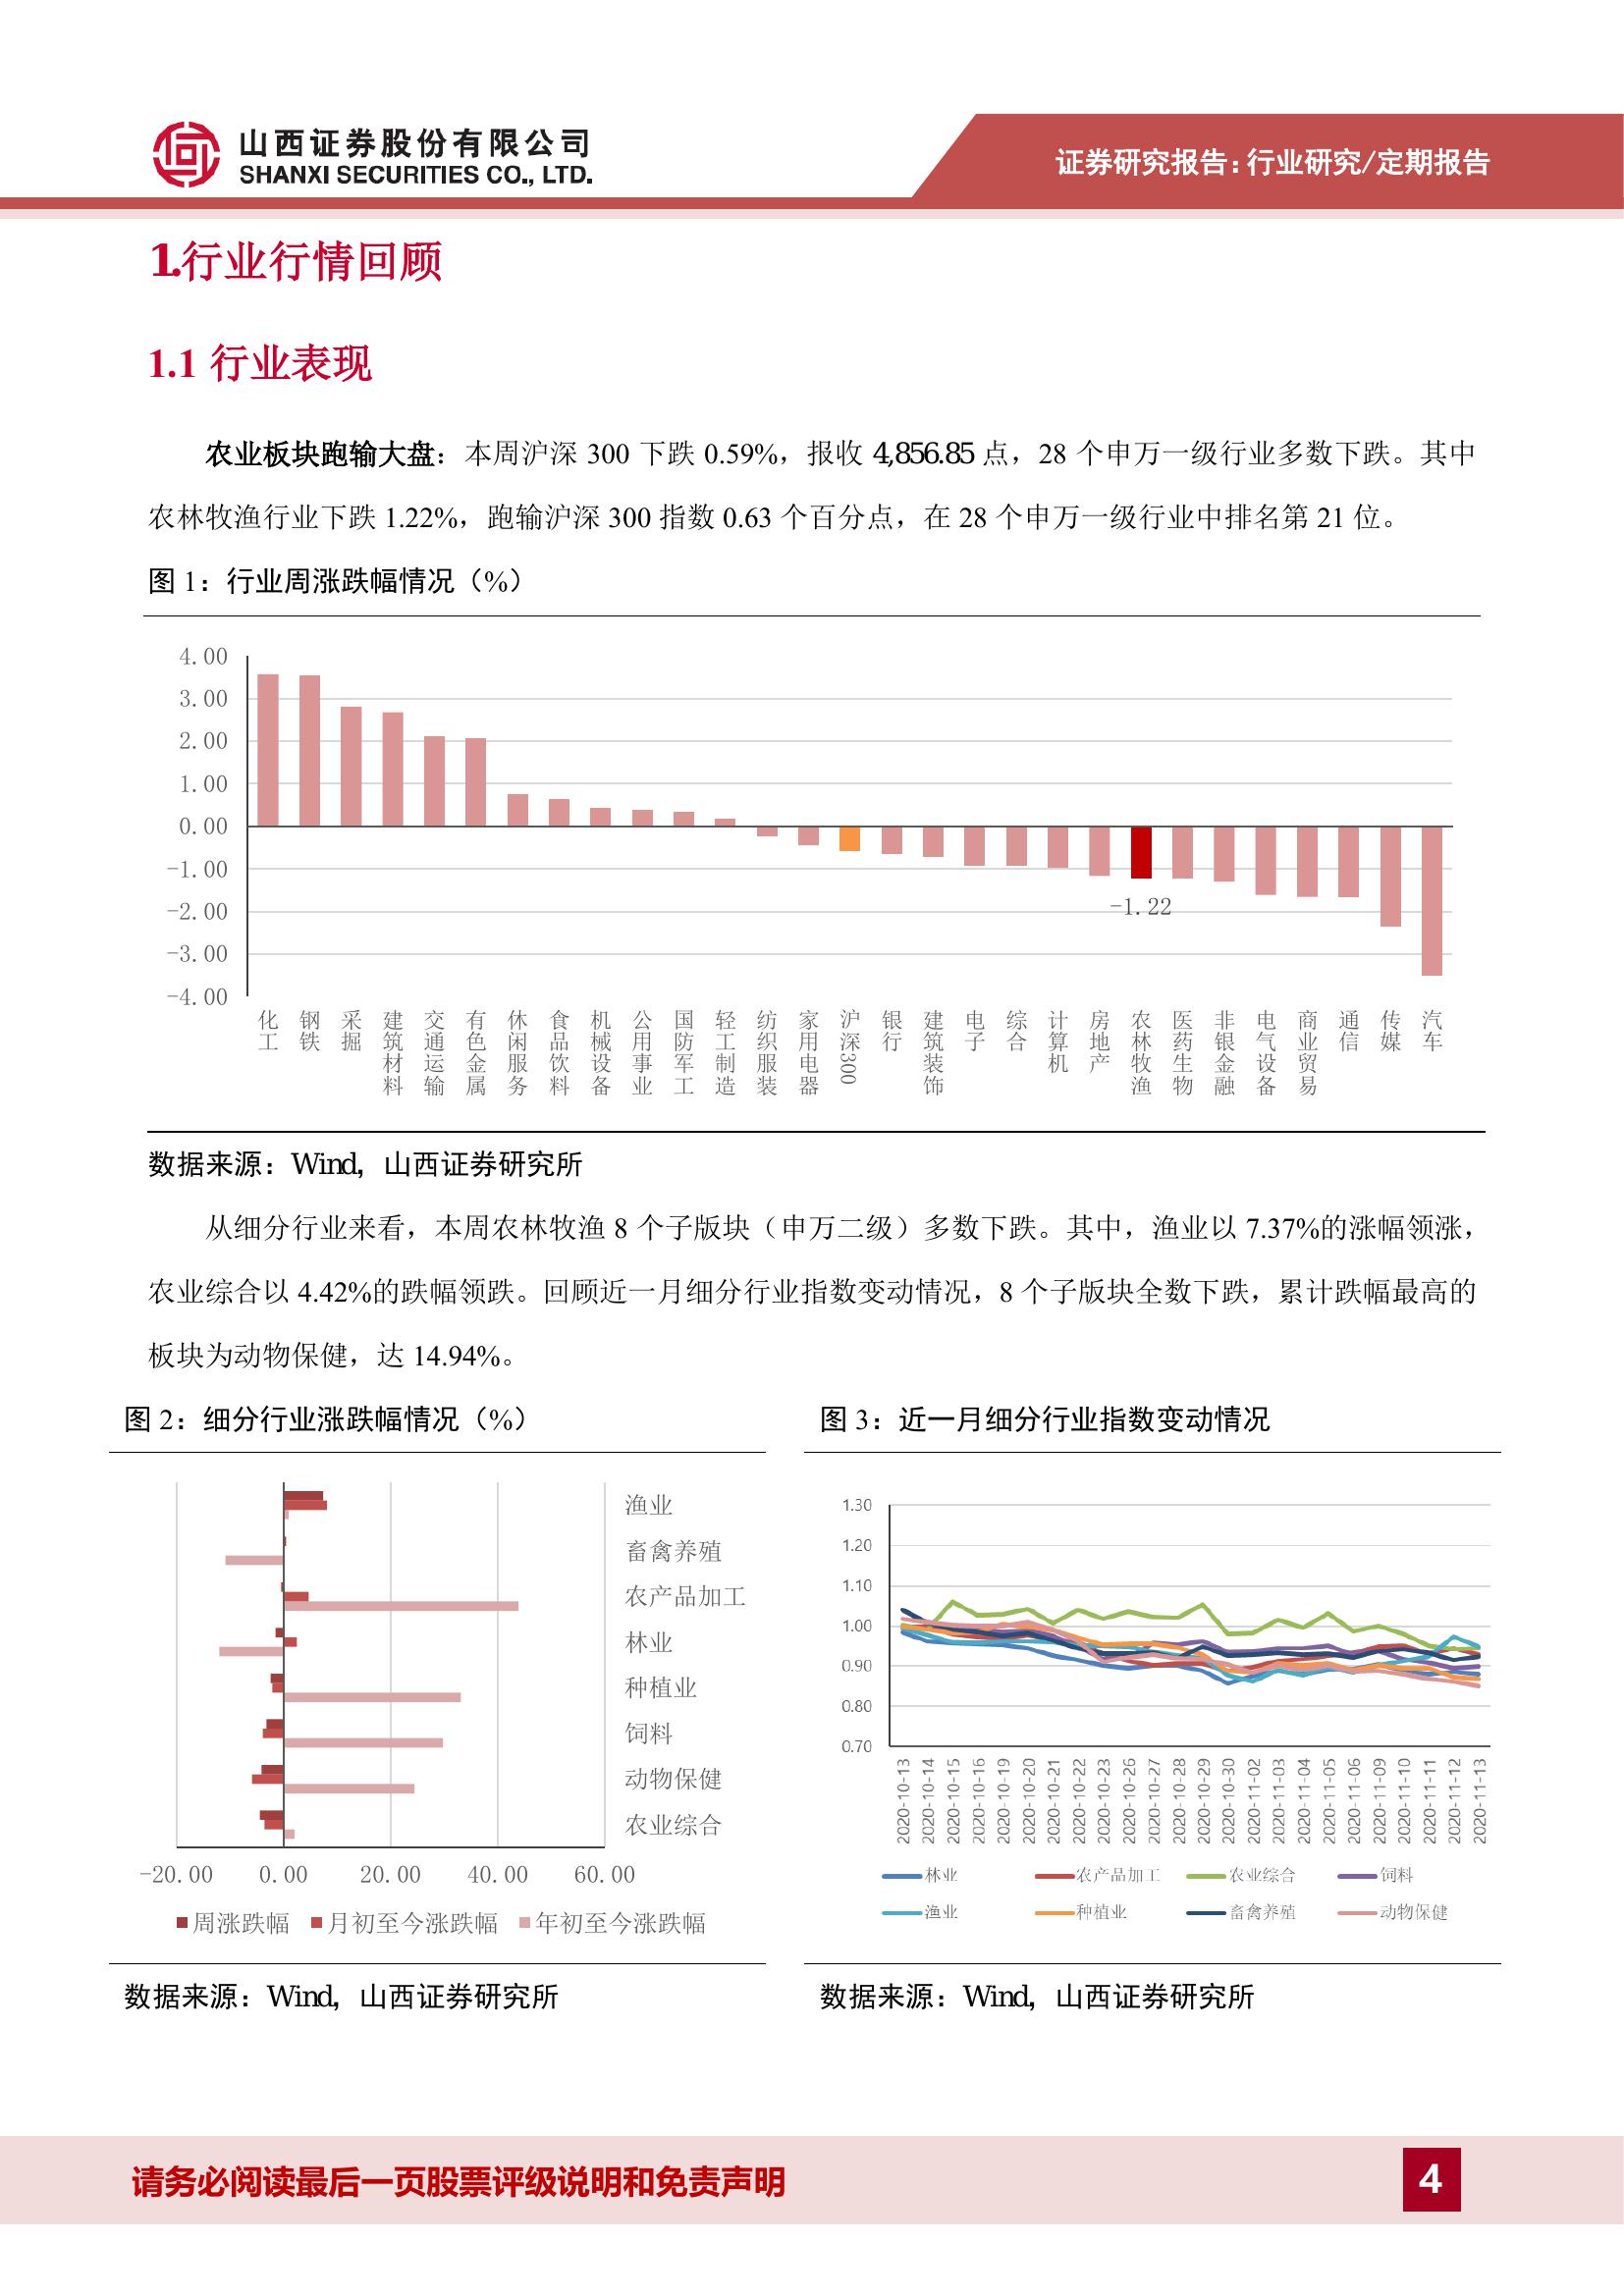 山西证券股份有限公司
SHANXI SECURITIES CO., LTD.
证券研究报告：行业研究/定期报告
1.行业行情回顾
1.1 行业表现
农业板块跑输大盘：本周沪深 300 下跌 0.59%，报收 4,856.85 点，28 个申万一级行业多数下跌。其中
农林牧渔行业下跌 1.22%，跑输沪深 300 指数 0.63 个百分点，在 28 个申万一级行业中排名第 21 位。
图 1：行业周涨跌幅情况（%）
4.00
3.00
2.00
1.00
0.00
-1.00
-2.00
-3.00
-4.00
-1.22
化工
钢铁
采掘
建筑材料
交通运输
有色金属
休闲服务
食品饮料
机械设备
公用事业
国防军工
轻工制造
纺织服装
家用电器
沪深300
银行
建筑装饰
电子
综合
计算机
房地产
农林牧渔
医药生物
非银金融
电气设备
商业贸易
通信
传媒
汽车
数据来源：Wind，山西证券研究所
从细分行业来看，本周农林牧渔 8 个子版块（申万二级）多数下跌。其中，渔业以 7.37%的涨幅领涨，
农业综合以 4.42%的跌幅领跌。回顾近一月细分行业指数变动情况，8 个子版块全数下跌，累计跌幅最高的
板块为动物保健，达 14.94%。
图 2：细分行业涨跌幅情况（%）
渔业
畜禽养殖
农产品加工
林业
种植业
饲料
动物保健
农业综合
-20.00 0.00 20.00 40.00 60.00
周涨跌幅 月初至今涨跌幅 年初至今涨跌幅
数据来源：Wind，山西证券研究所
图 3：近一月细分行业指数变动情况
1.30
1.20
1.10
1.00
0.90
0.80
0.70
2020-10-13
2020-10-14
2020-10-15
2020-10-16
2020-10-19
2020-10-20
2020-10-21
2020-10-22
2020-10-23
2020-10-26
2020-10-27
2020-10-28
2020-10-29
2020-10-30
2020-11-02
2020-11-03
2020-11-04
2020-11-05
2020-11-06
2020-11-09
2020-11-10
2020-11-11
2020-11-12
2020-11-13
林业 农产品加工 农业综合 饲料
渔业 种植业 畜禽养殖 动物保健
数据来源：Wind，山西证券研究所
请务必阅读最后一页股票评级说明和免责声明
4